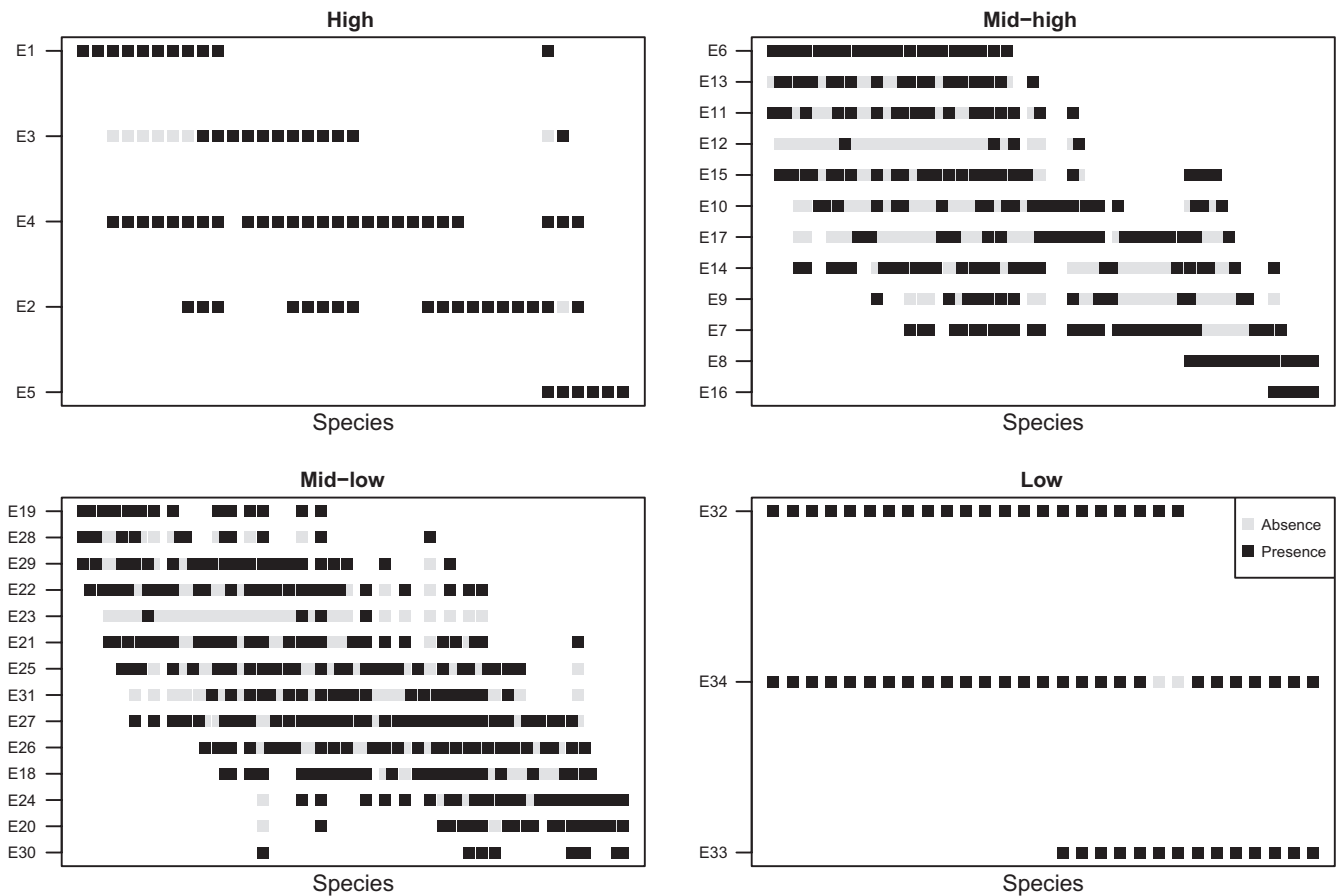 High
E1
E3
E4
E2
E5
Species
Mid−high
E6
E13
E11
E12
E15
E10
E17
E14
E9
E7
E8
E16
Species
Mid−low
E19
E28
E29
E22
E23
E21
E25
E31
E27
E26
E18
E24
E20
E30
Species
Low
E32
E34
E33
Absence
Presence
Species